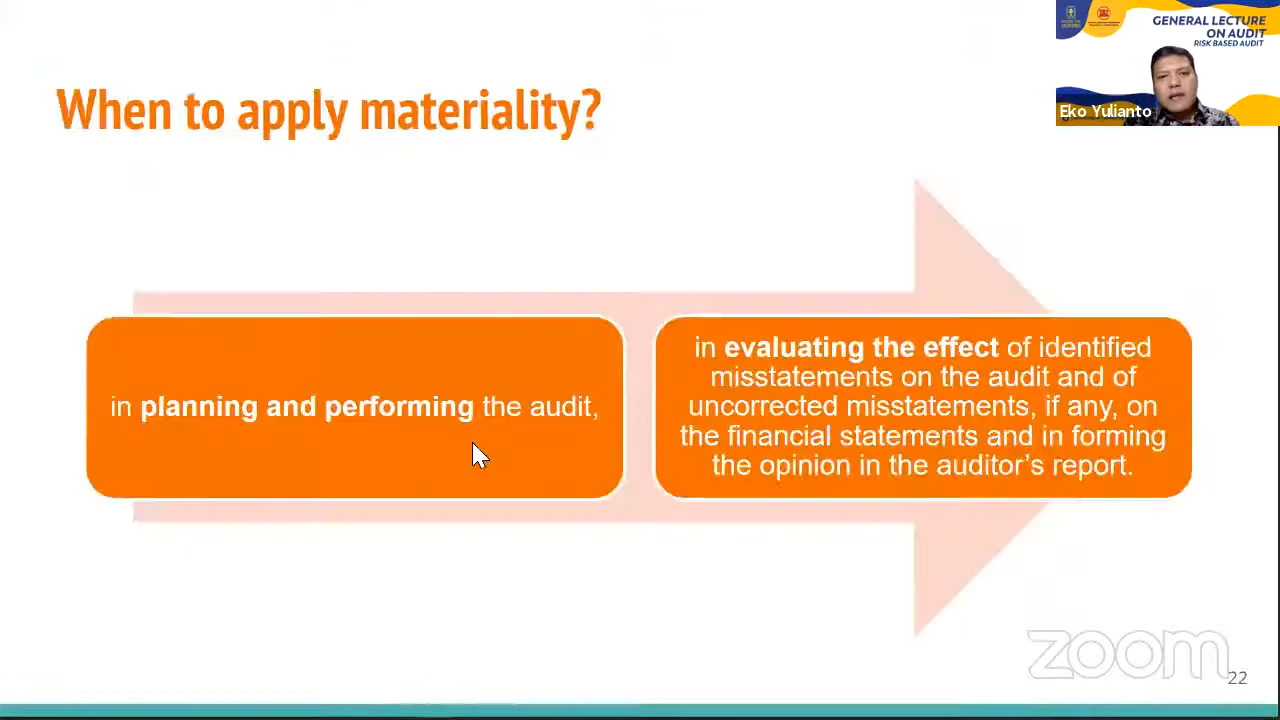 GENERAL LECTURE
ON AUDIT
RISK BASED AUDIT
Eko Yulianto
When to apply materiality?
in planning and performing the audit,
in evaluating the effect of identified
misstatements on the audit and of
uncorrected misstatements, if any, on
the financial statements and in forming
the opinion in the auditor’s report.
zoom
22